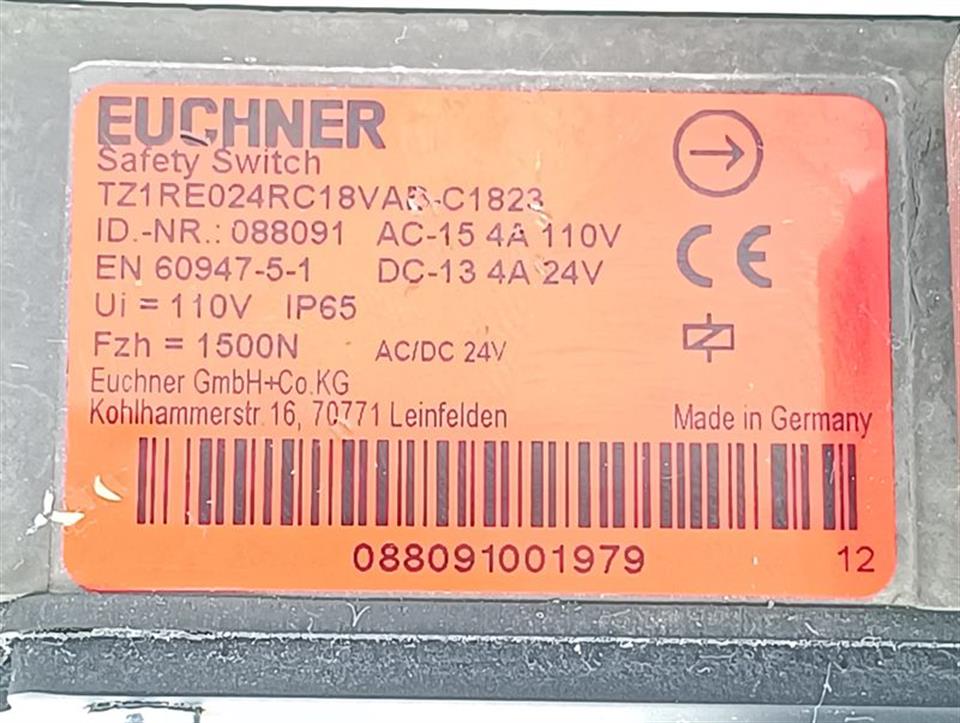 EUCHNER
Safety Switch
TZ1RE024RC18VAB-C1823
ID.-NR.: 088091 AC-15 4A 110V
EN 60947-5-1 DC-13 4A 24V
Ui = 110V IP65
Fzh = 1500N AC/DC 24V
Euchner GmbH+Co.KG
Kohlhammerstr. 16, 70771 Leinfelden Made in Germany
088091001979 12
CE